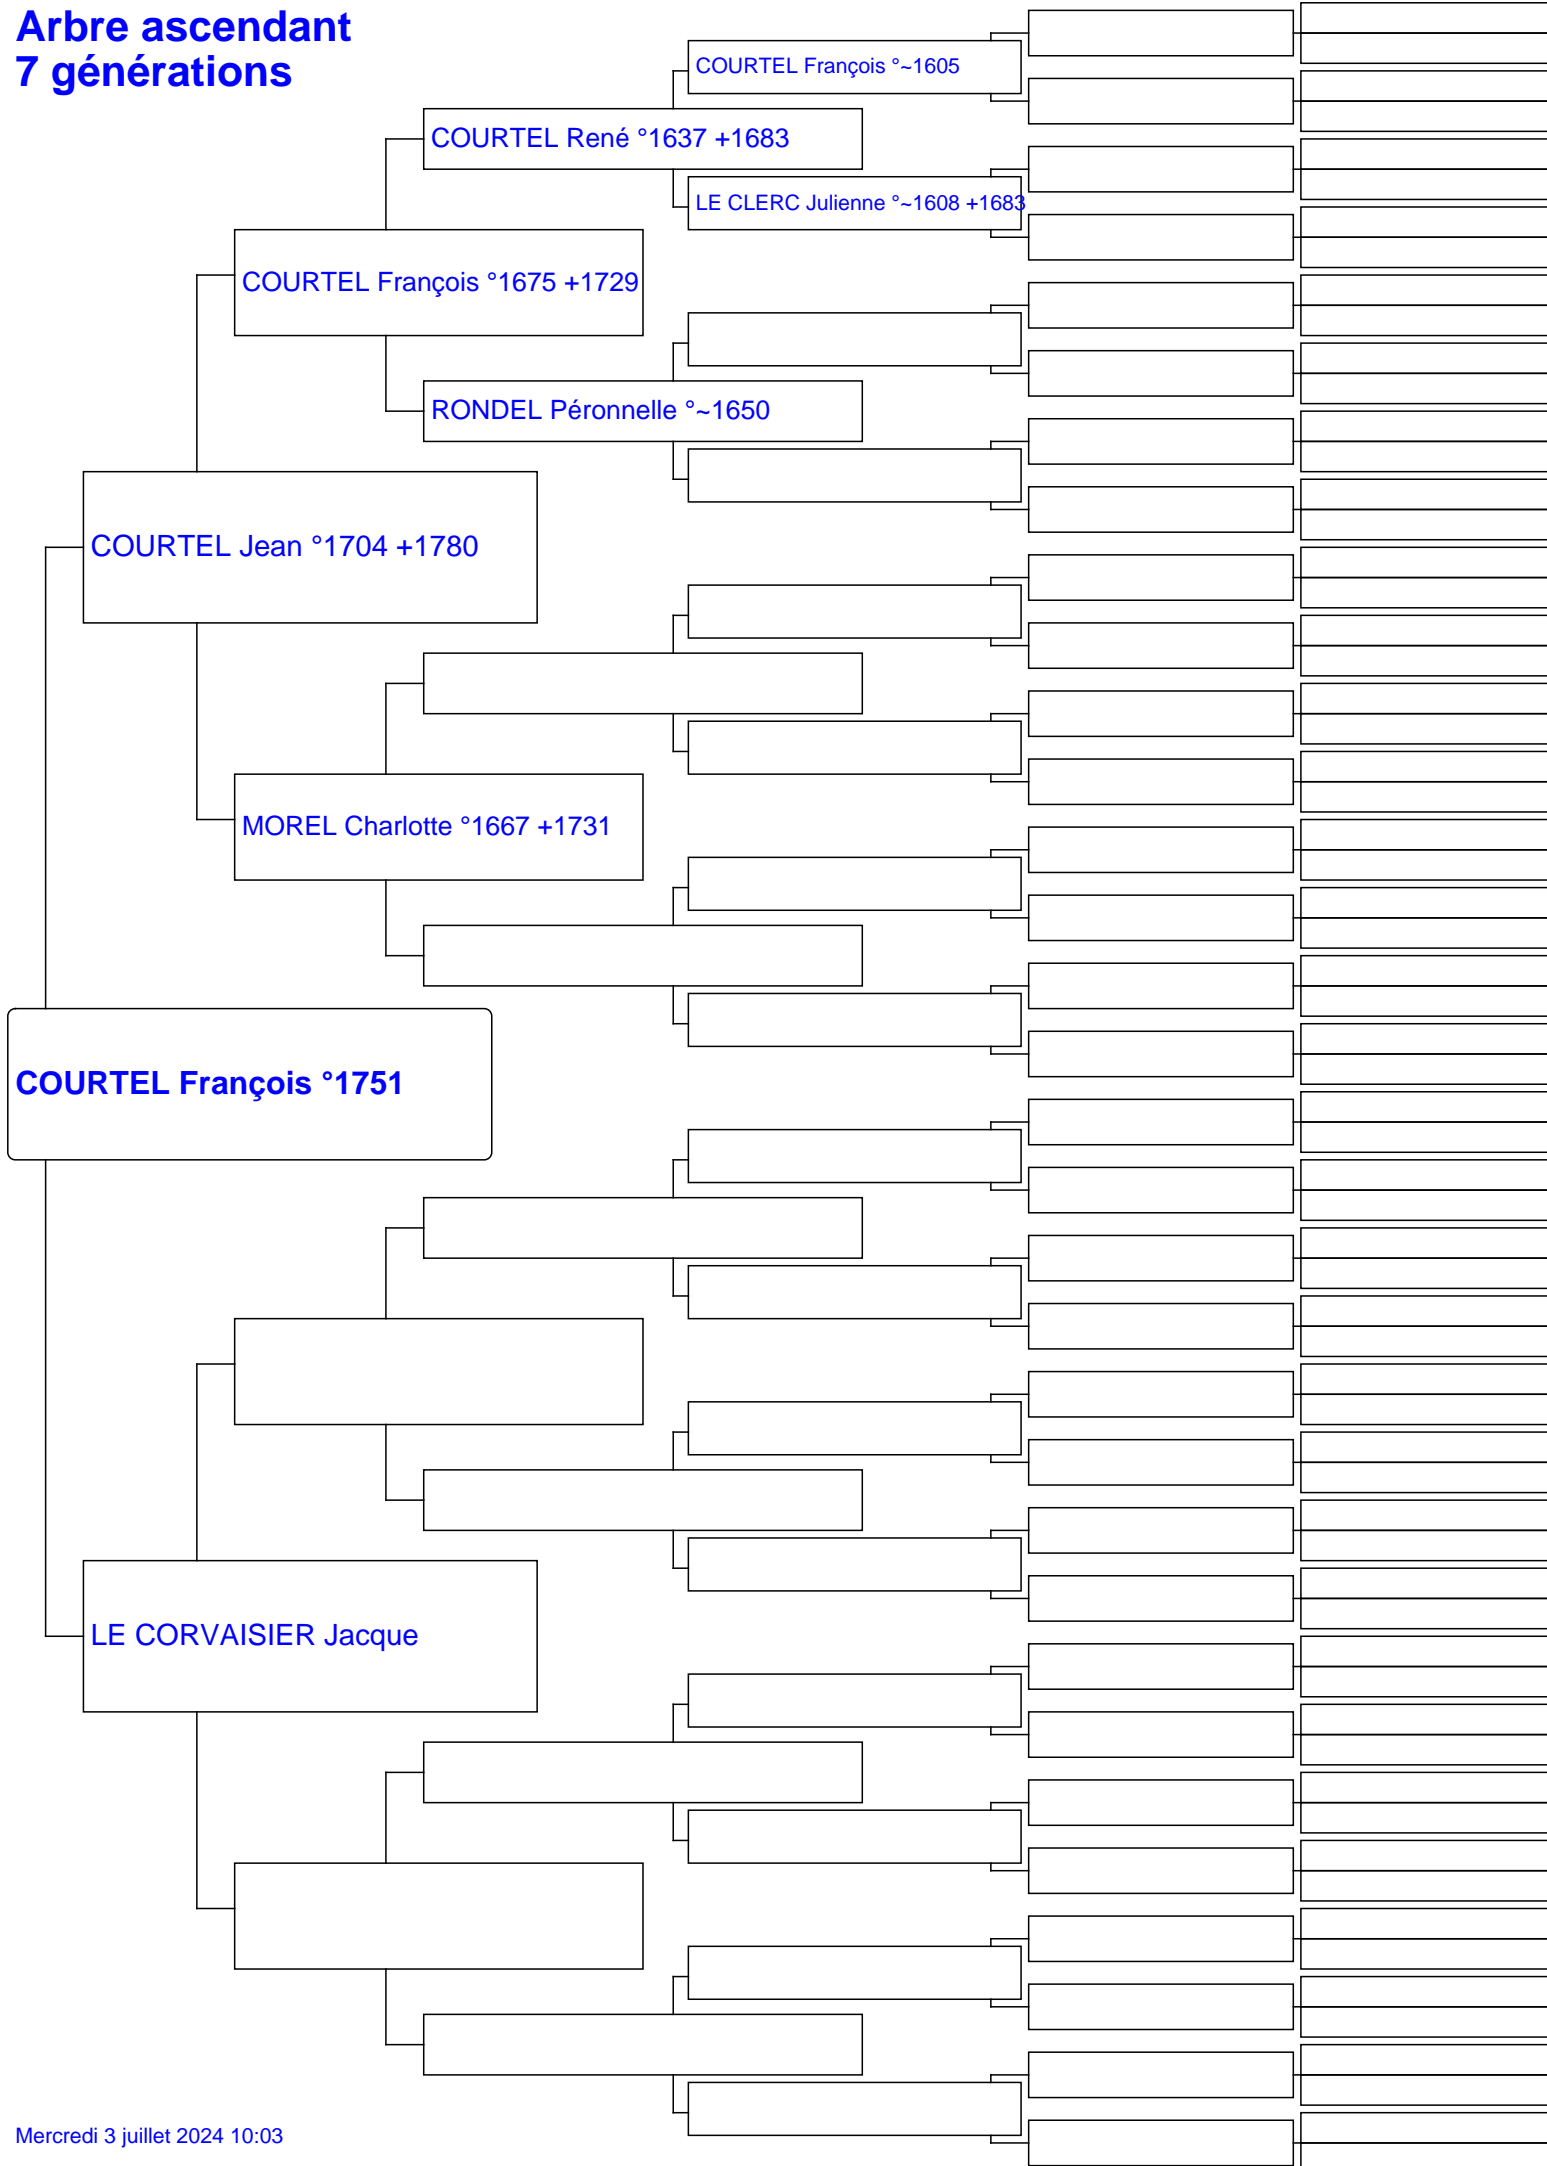 Arbre ascendant
7 générations
COURTEL François °~1605
COURTEL René °1637 +1683
LE CLERC Julienne °~1608 +1683
COURTEL François °1675 +1729
RONDEL Péronnelle °~1650
COURTEL Jean °1704 +1780
MOREL Charlotte °1667 +1731
COURTEL François °1751
LE CORVAISIER Jacque
Mercredi 3 juillet 2024 10:03